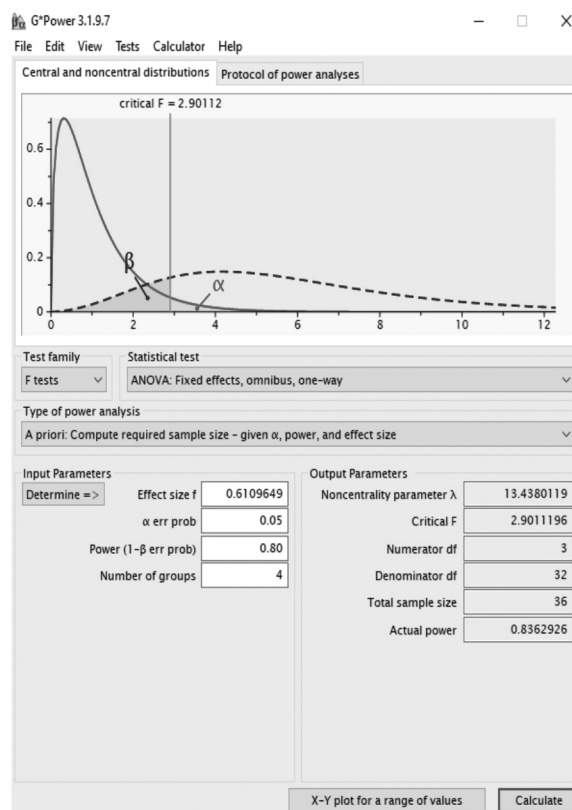 G*Power 3.1.9.7
File Edit View Tests Calculator Help
Central and noncentral distributions Protocol of power analyses
critical F = 2.90112
0.6
0.4
0.2
0
β
α
0 2 4 6 8 10 12
Test family Statistical test
F tests ANOVA: Fixed effects, omnibus, one-way
Type of power analysis
A priori: Compute required sample size – given α, power, and effect size
Input Parameters Output Parameters
Determine => Effect size f 0.6109649 Noncentrality parameter λ 13.4380119
α err prob 0.05 Critical F 2.9011196
Power (1-β err prob) 0.80 Numerator df 3
Number of groups 4 Denominator df 32
Total sample size 36
Actual power 0.8362926
X-Y plot for a range of values Calculate